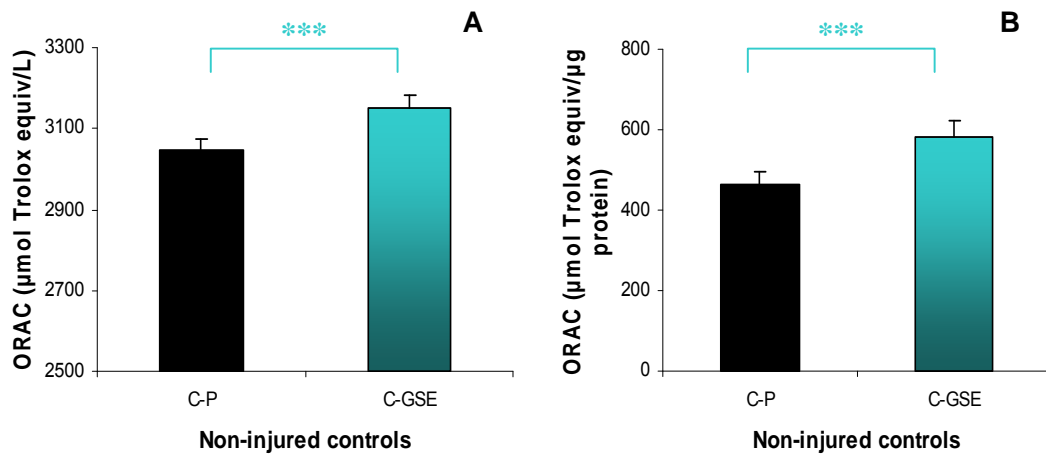 A
***
ORAC (µmol Trolox equiv/L)
3300
3100
2900
2700
2500
C-P
C-GSE
Non-injured controls
B
***
ORAC (µmol Trolox equiv/µg
protein)
800
600
400
200
0
C-P
C-GSE
Non-injured controls